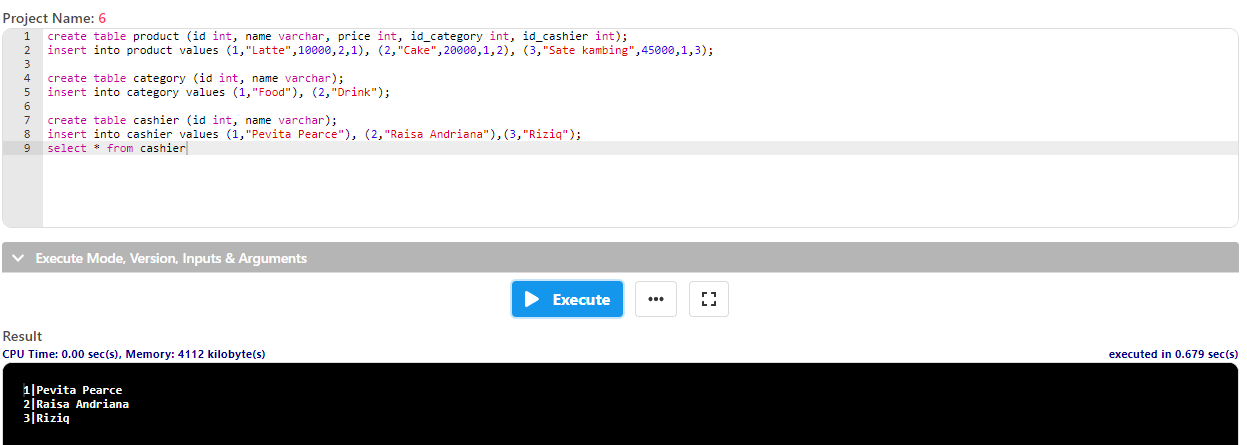 Project Name: 6
1 create table product (id int, name varchar, price int, id_category int, id_cashier int);
2 insert into product values (1,"Latte",10000,2,1), (2,"Cake",20000,1,2), (3,"Sate kambing",45000,1,3);
3
4 create table category (id int, name varchar);
5 insert into category values (1,"Food"), (2,"Drink");
6
7 create table cashier (id int, name varchar);
8 insert into cashier values (1,"Pevita Pearce"), (2,"Raisa Andriana"),(3,"Riziq");
9 select * from cashier
Execute Mode, Version, Inputs & Arguments
Execute
Result
CPU Time: 0.00 sec(s), Memory: 4112 kilobyte(s) executed in 0.679 sec(s)
1|Pevita Pearce
2|Raisa Andriana
3|Riziq